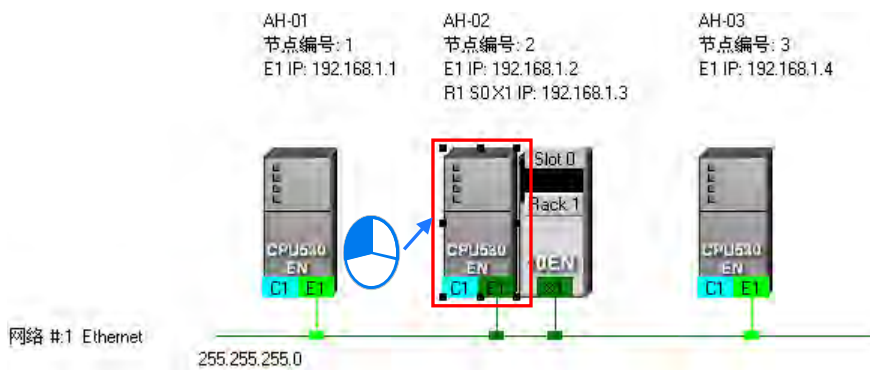 AH-01
节点编号: 1
E1 IP: 192.168.1.1
AH-02
节点编号: 2
E1 IP: 192.168.1.2
R1 S0 X1 IP: 192.168.1.3
AH-03
节点编号: 3
E1 IP: 192.168.1.4
CPU530
EN
C1 E1
CPU530
EN
C1 E1
Slot 0
Rack 1
0EN
CPU530
EN
C1 E1
网络 #:1 Ethernet
255.255.255.0